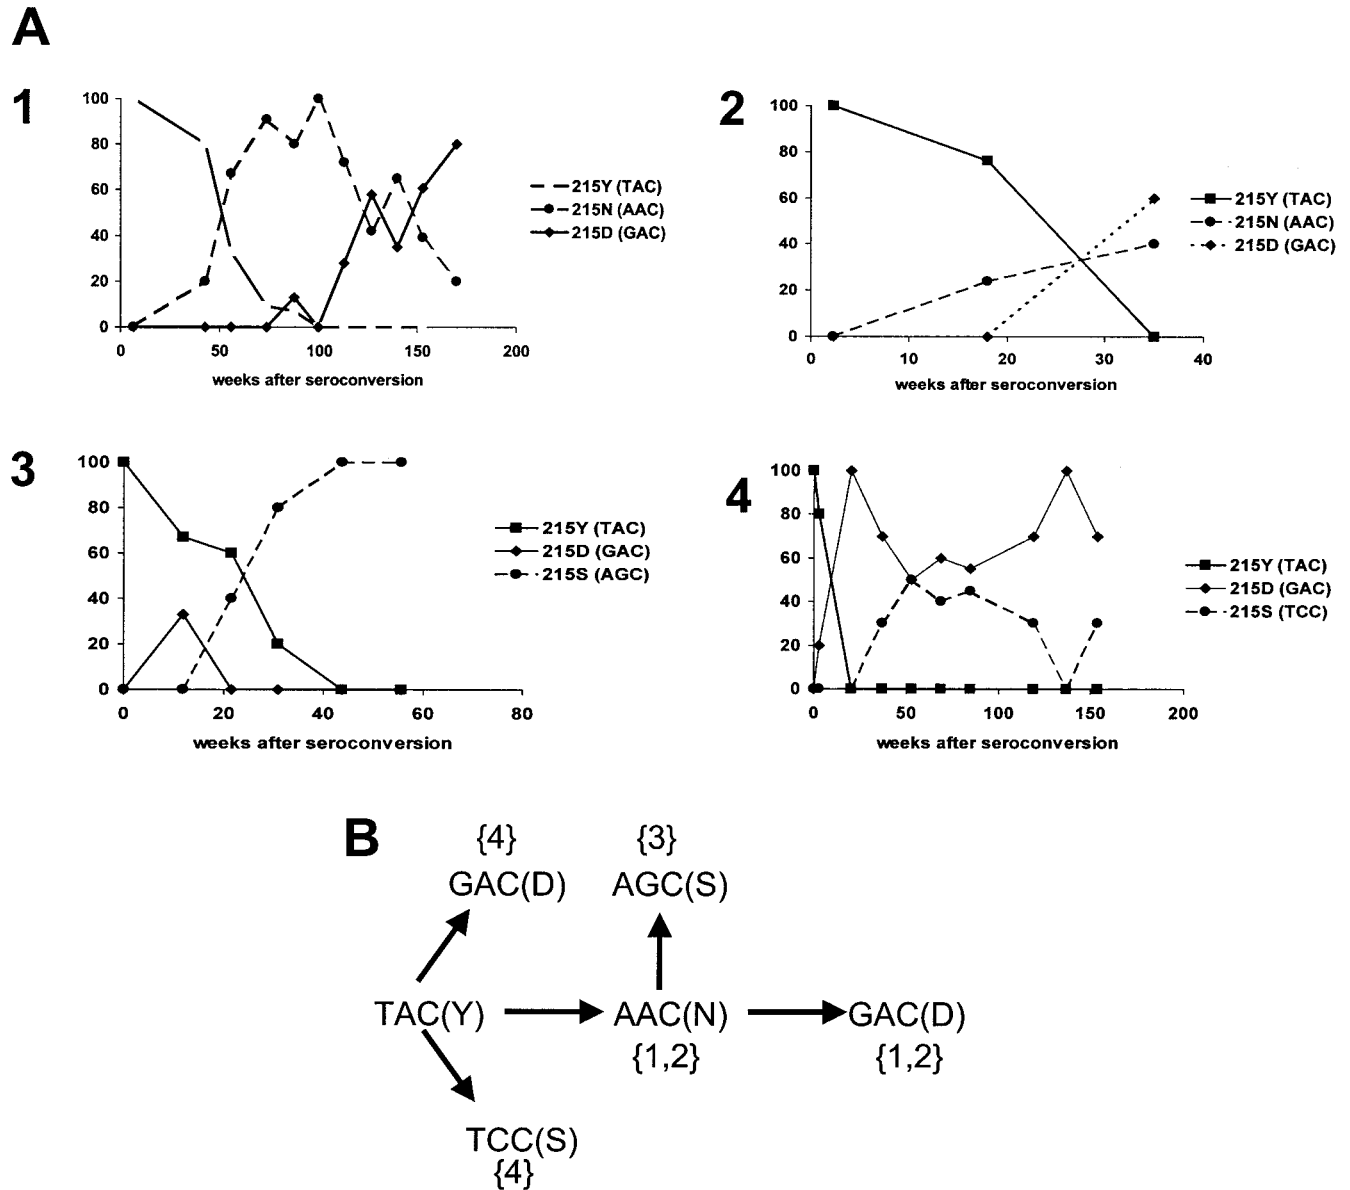 A
1
100
80
60
40
20
0
0 50 100 150 200
weeks after seroconversion
215Y (TAC)
215N (AAC)
215D (GAC)
2
100
80
60
40
20
0
0 10 20 30 40
weeks after seroconversion
215Y (TAC)
215N (AAC)
215D (GAC)
3
100
80
60
40
20
0
0 20 40 60 80
weeks after seroconversion
215Y (TAC)
215D (GAC)
215S (AGC)
4
100
80
60
40
20
0
0 50 100 150 200
weeks after seroconversion
215Y (TAC)
215D (GAC)
215S (TCC)
B
{4} {3}
GAC(D) AGC(S)
TAC(Y) AAC(N) GAC(D)
{1,2} {1,2}
TCC(S)
{4}